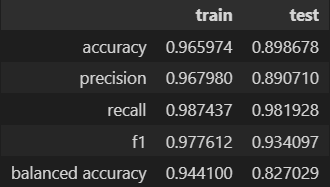 train test
accuracy 0.965974 0.898678
precision 0.967980 0.890710
recall 0.987437 0.981928
f1 0.977612 0.934097
balanced accuracy 0.944100 0.827029